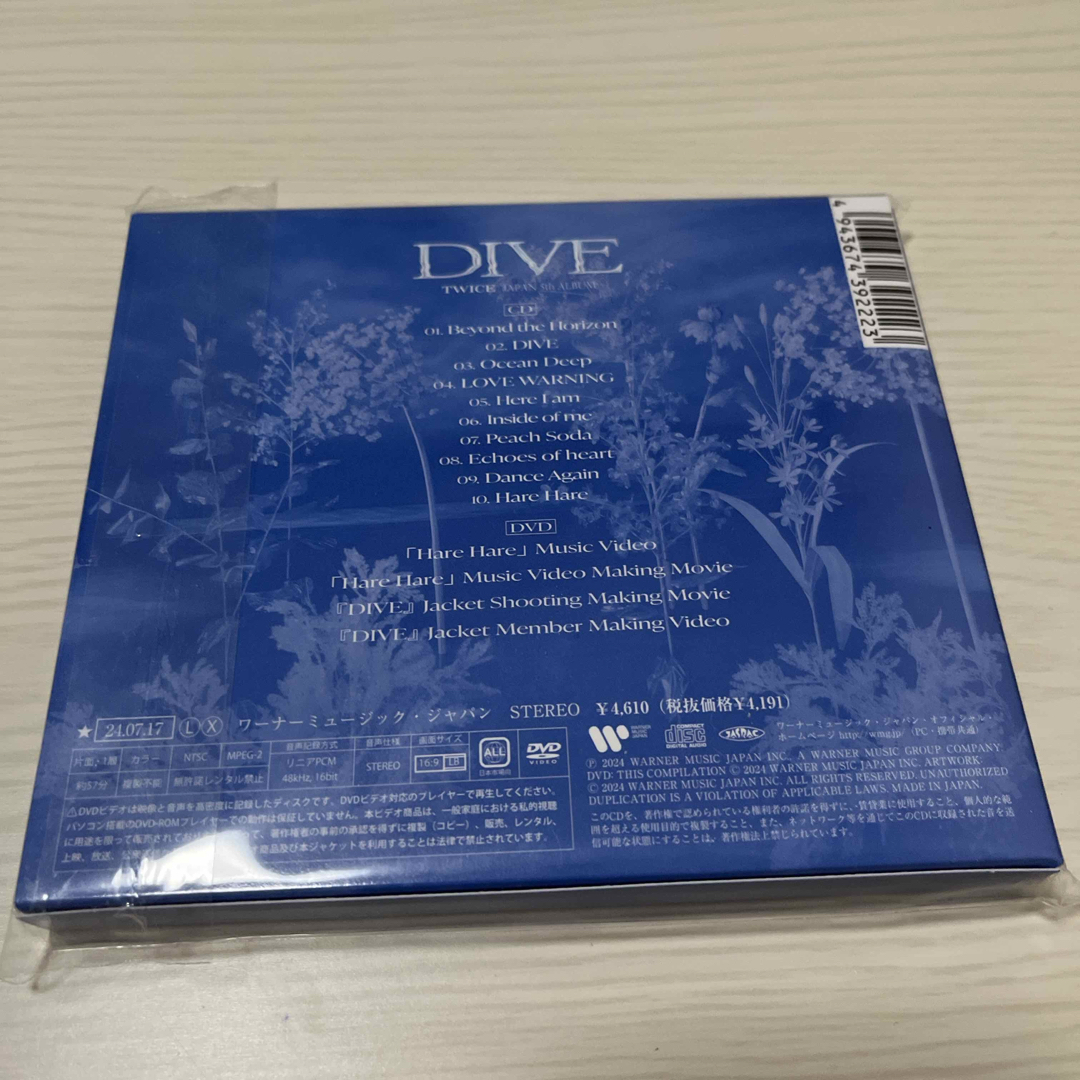 DIVE
TWICE JAPAN 5th ALBUM
CD
01. Beyond the Horizon
02. DIVE
03. Ocean Deep
04. LOVE WARNING
05. Here I am
06. Inside of me
07. Peach Soda
08. Echoes of heart
09. Dance Again
10. Hare Hare
DVD
「Hare Hare」Music Video
「Hare Hare」Music Video Making Movie
『DIVE』Jacket Shooting Making Movie
『DIVE』Jacket Member Making Video
4943674392223
★ 24.07.17 Ⓛ Ⓧ ワーナーミュージック・ジャパン STEREO ¥4,610（税抜価格¥4,191）
片面・1層 カラー NTSC MPEG-2 音声記録方式 リニアPCM 48kHz, 16bit 音声仕様 STEREO 画面サイズ 16:9 LB
約57分 複製不能 無許諾レンタル禁止
ALL 日本市場向
DVD VIDEO
WARNER MUSIC JAPAN
COMPACT disc DIGITAL AUDIO
JASRAC
ワーナーミュージック・ジャパン・オフィシャル・
ホームページ http://wmg.jp/（PC・携帯共通）
⚠DVDビデオは映像と音声を高密度に記録したディスクです。DVDビデオ対応のプレイヤーで再生してください。
パソコン搭載のDVD-ROMプレイヤーでの動作は保証していません。本ビデオ商品は、一般家庭における私的視聴
に用途を限って販売されてお 著作権者の事前の承認を得ずに複製（コピー）、販売、レンタル、
上映、放送、 商品及び本ジャケットを利用することは法律で禁止されています。
Ⓟ 2024 WARNER MUSIC JAPAN INC. A WARNER MUSIC GROUP COMPANY
DVD: THIS COMPILATION Ⓒ 2024 WARNER MUSIC JAPAN INC. ARTWORK
Ⓒ 2024 WARNER MUSIC JAPAN INC. ALL RIGHTS RESERVED. UNAUTHORIZED
DUPLICATION IS A VIOLATION OF APPLICABLE LAWS. MADE IN JAPAN.
このCDを、著作権で認められている権利者の許諾を得ずに、賃貸業に使用すること、個人的な範
囲を超える使用目的で複製すること、また、ネットワーク等を通じてこのCDに収録された音を送
信可能な状態にすることは、著作権法上禁じられています。